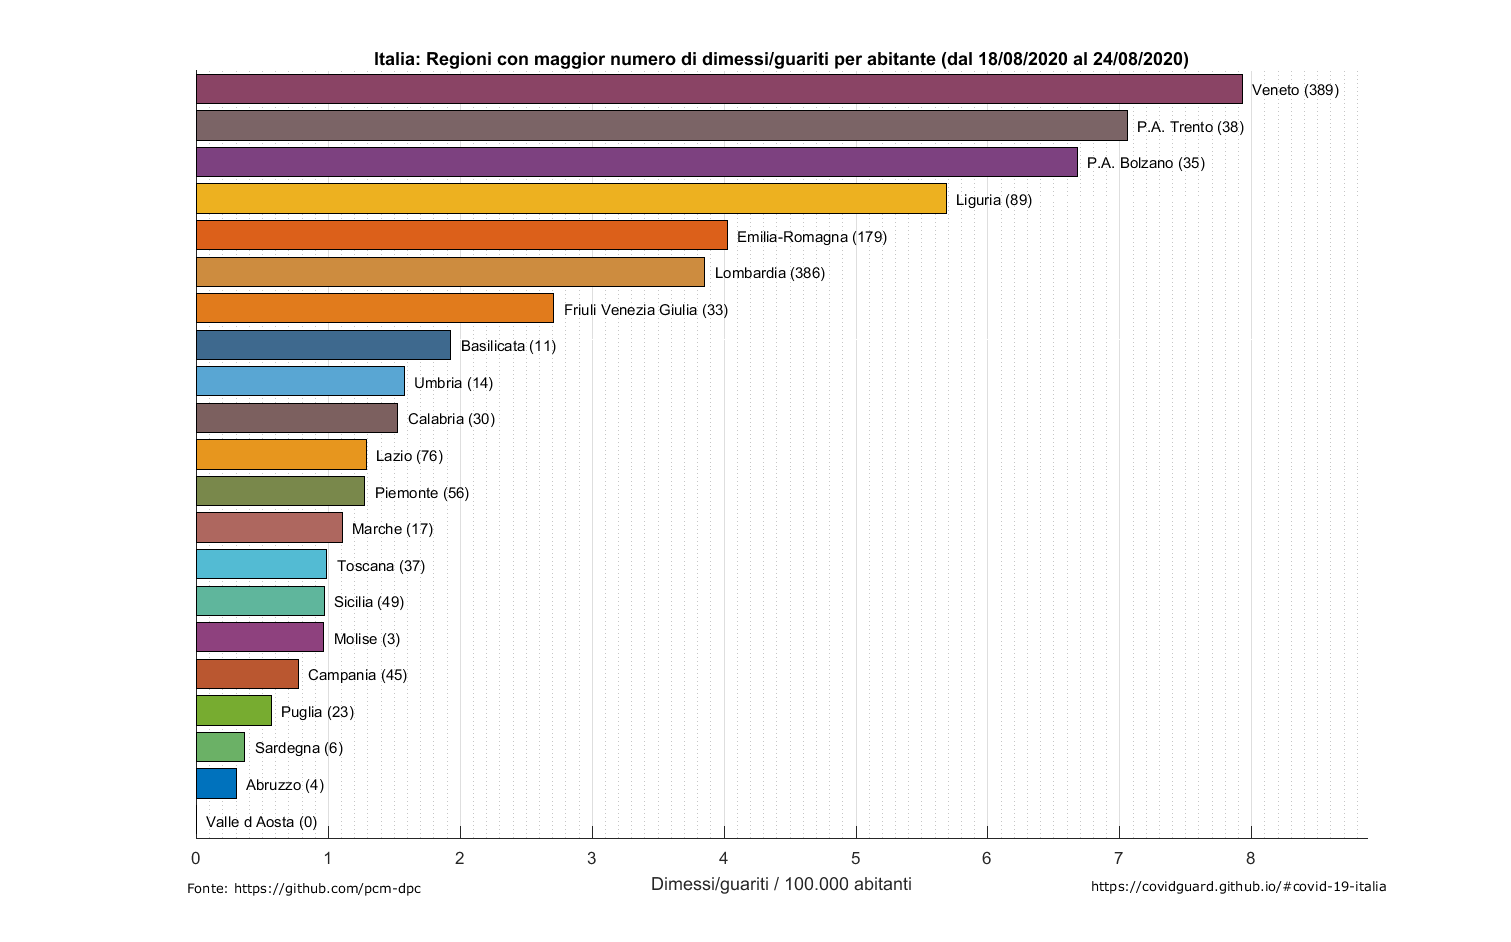 Italia: Regioni con maggior numero di dimessi/guariti per abitante (dal 18/08/2020 al 24/08/2020)
Veneto (389)
P.A. Trento (38)
P.A. Bolzano (35)
Liguria (89)
Emilia-Romagna (179)
Lombardia (386)
Friuli Venezia Giulia (33)
Basilicata (11)
Umbria (14)
Calabria (30)
Lazio (76)
Piemonte (56)
Marche (17)
Toscana (37)
Sicilia (49)
Molise (3)
Campania (45)
Puglia (23)
Sardegna (6)
Abruzzo (4)
Valle d Aosta (0)
0 1 2 3 4 5 6 7 8
Dimessi/guariti / 100.000 abitanti
Fonte: https://github.com/pcm-dpc
https://covidguard.github.io/#covid-19-italia